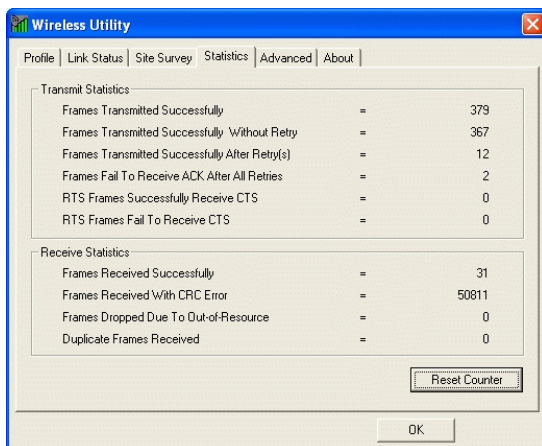 Wireless Utility
Profile Link Status Site Survey Statistics Advanced About
Transmit Statistics
Frames Transmitted Successfully = 379
Frames Transmitted Successfully Without Retry = 367
Frames Transmitted Successfully After Retry(s) = 12
Frames Fail To Receive ACK After All Retries = 2
RTS Frames Successfully Receive CTS = 0
RTS Frames Fail To Receive CTS = 0
Receive Statistics
Frames Received Successfully = 31
Frames Received With CRC Error = 50811
Frames Dropped Due To Out-of-Resource = 0
Duplicate Frames Received = 0
Reset Counter
OK